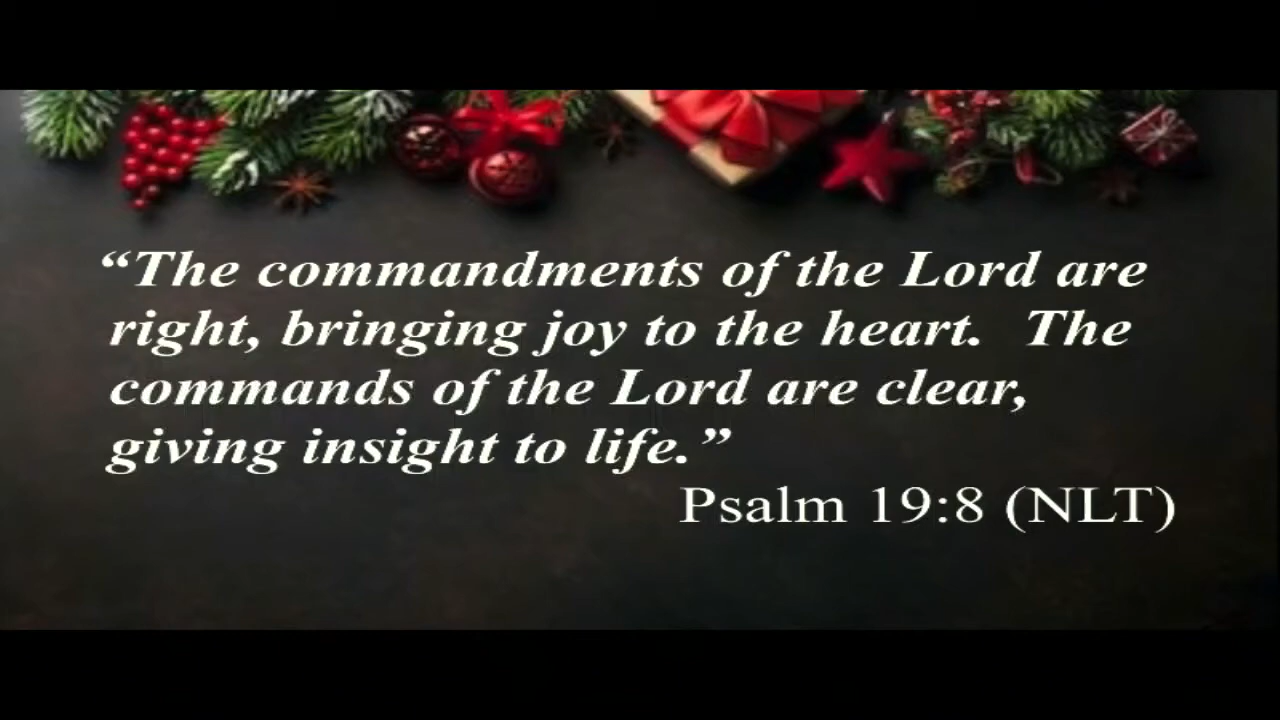 “The commandments of the Lord are
right, bringing joy to the heart.  The
commands of the Lord are clear,
giving insight to life.”
Psalm 19:8 (NLT)